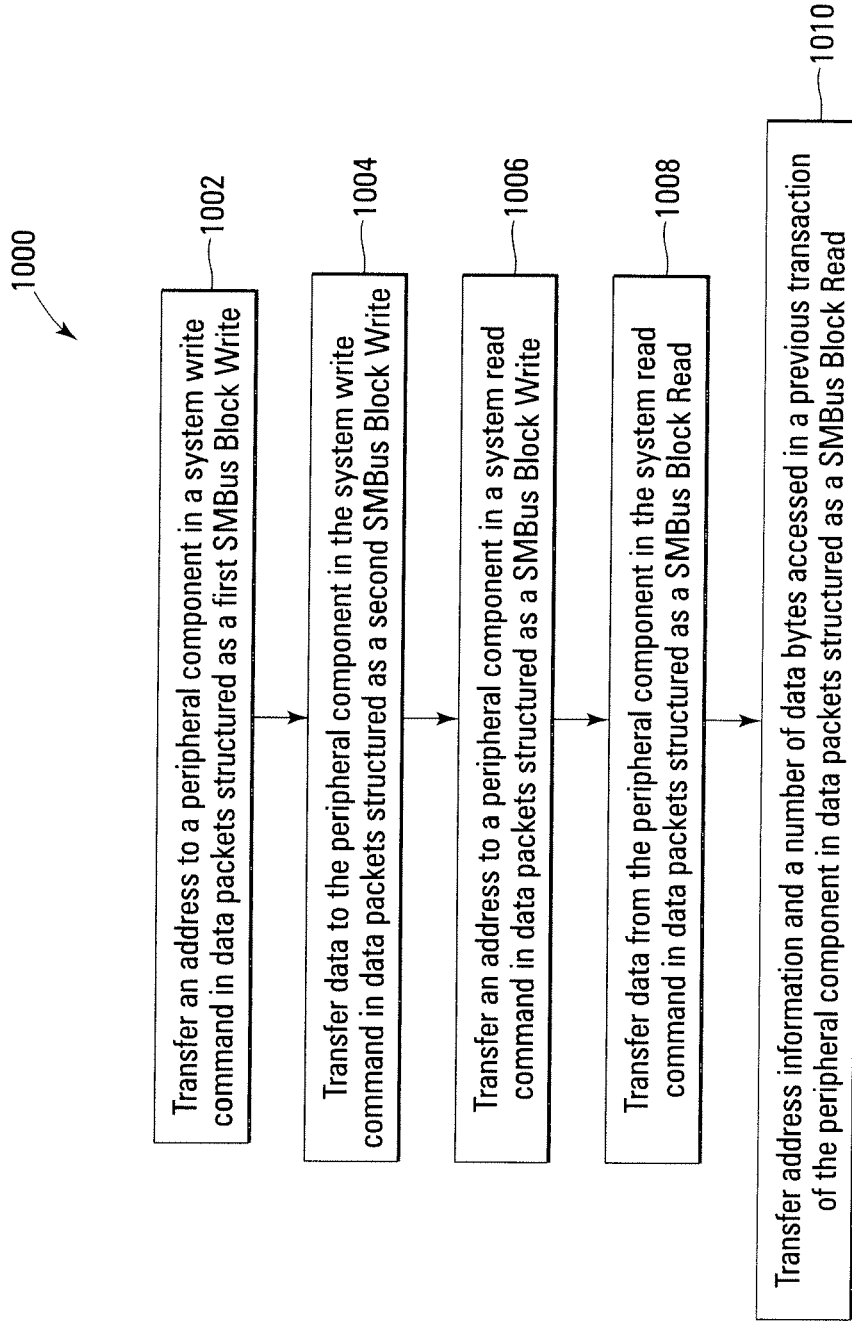 1000
Transfer an address to a peripheral component in a system write
command in data packets structured as a first SMBus Block Write
1002
Transfer data to the peripheral component in the system write
command in data packets structured as a second SMBus Block Write
1004
Transfer an address to a peripheral component in a system read
command in data packets structured as a SMBus Block Write
1006
Transfer data from the peripheral component in the system read
command in data packets structured as a SMBus Block Read
1008
Transfer address information and a number of data bytes accessed in a previous transaction
of the peripheral component in data packets structured as a SMBus Block Read
1010